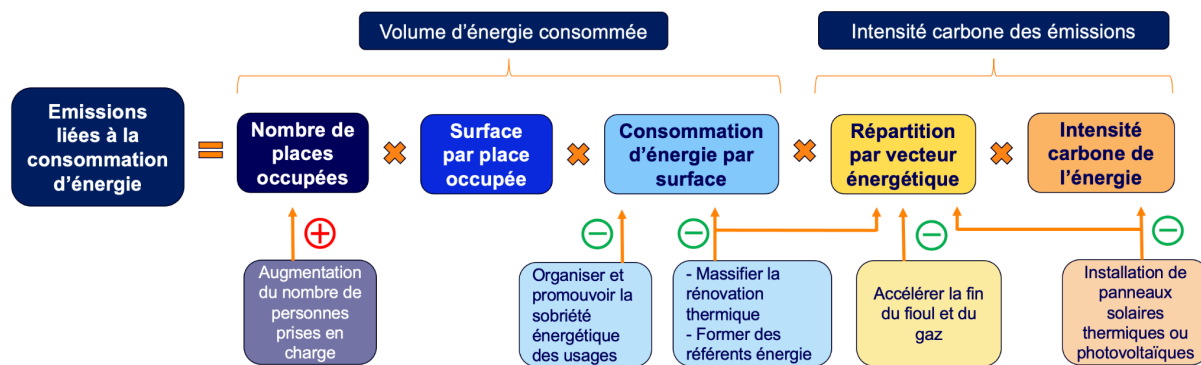 Volume d'énergie consommée
Intensité carbone des émissions
Emissions
liées à la
consommation
d'énergie
=
Nombre de
places
occupées
×
Surface
par place
occupée
×
Consommation
d'énergie par
surface
×
Répartition
par vecteur
énergétique
×
Intensité
carbone de
l'énergie
+
−
−
−
−
Augmentation
du nombre de
personnes
prises en
charge
Organiser et
promouvoir la
sobriété
énergétique
des usages
- Massifier la
rénovation
thermique
- Former des
référents énergie
Accélérer la fin
du fioul et du
gaz
Installation de
panneaux
solaires
thermiques ou
photovoltaïques